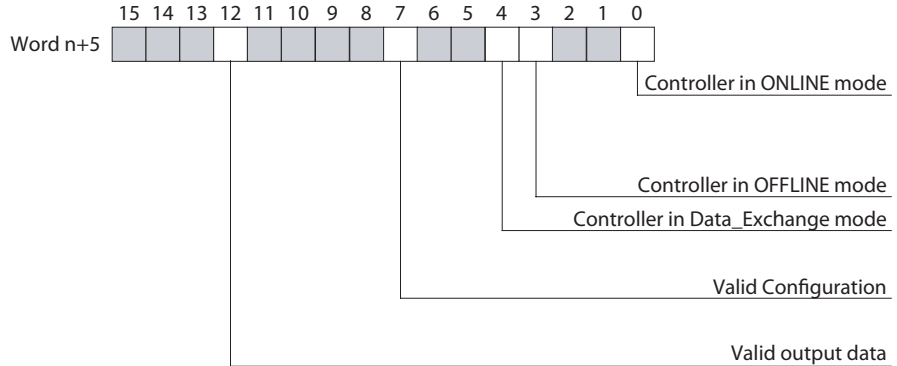 15 14 13 12 11 10 9 8 7 6 5 4 3 2 1 0
Word n+5
Controller in ONLINE mode
Controller in OFFLINE mode
Controller in Data_Exchange mode
Valid Configuration
Valid output data